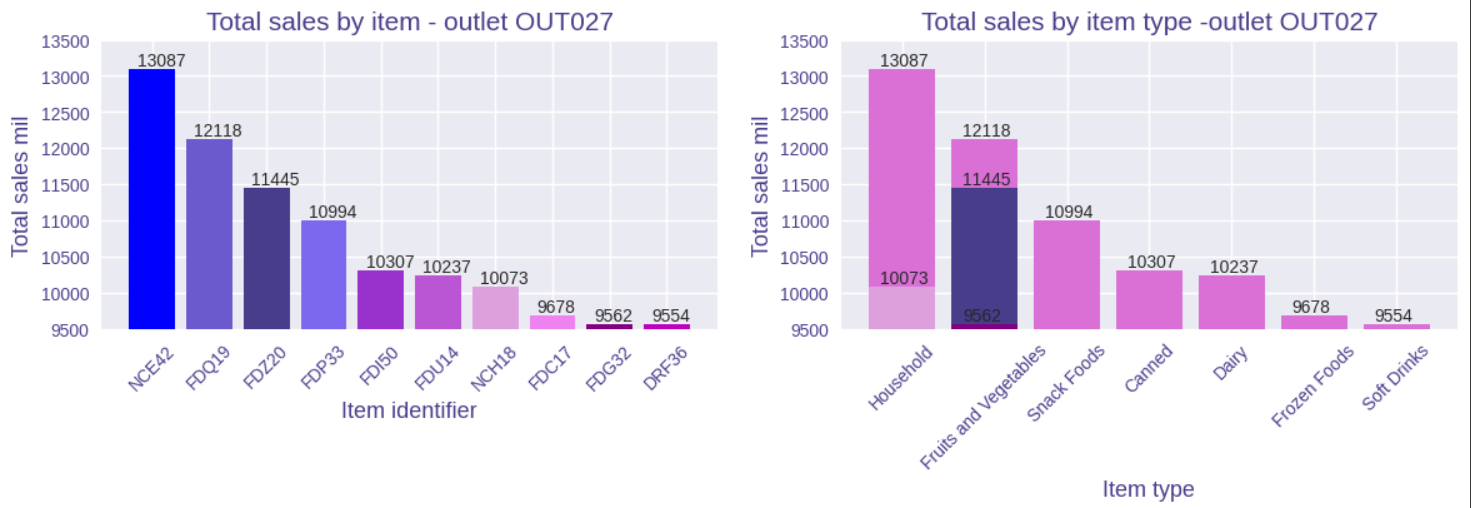 Total sales by item - outlet OUT027
Total sales mil
13500
13000
12500
12000
11500
11000
10500
10000
9500
13087
12118
11445
10994
10307
10237
10073
9678
9562
9554
NCE42
FDQ19
FDZ20
FDP33
FDI50
FDU14
NCH18
FDC17
FDG32
DRF36
Item identifier
Total sales by item type -outlet OUT027
Total sales mil
13500
13000
12500
12000
11500
11000
10500
10000
9500
13087
10073
12118
11445
9562
10994
10307
10237
9678
9554
Household
Fruits and Vegetables
Snack Foods
Canned
Dairy
Frozen Foods
Soft Drinks
Item type